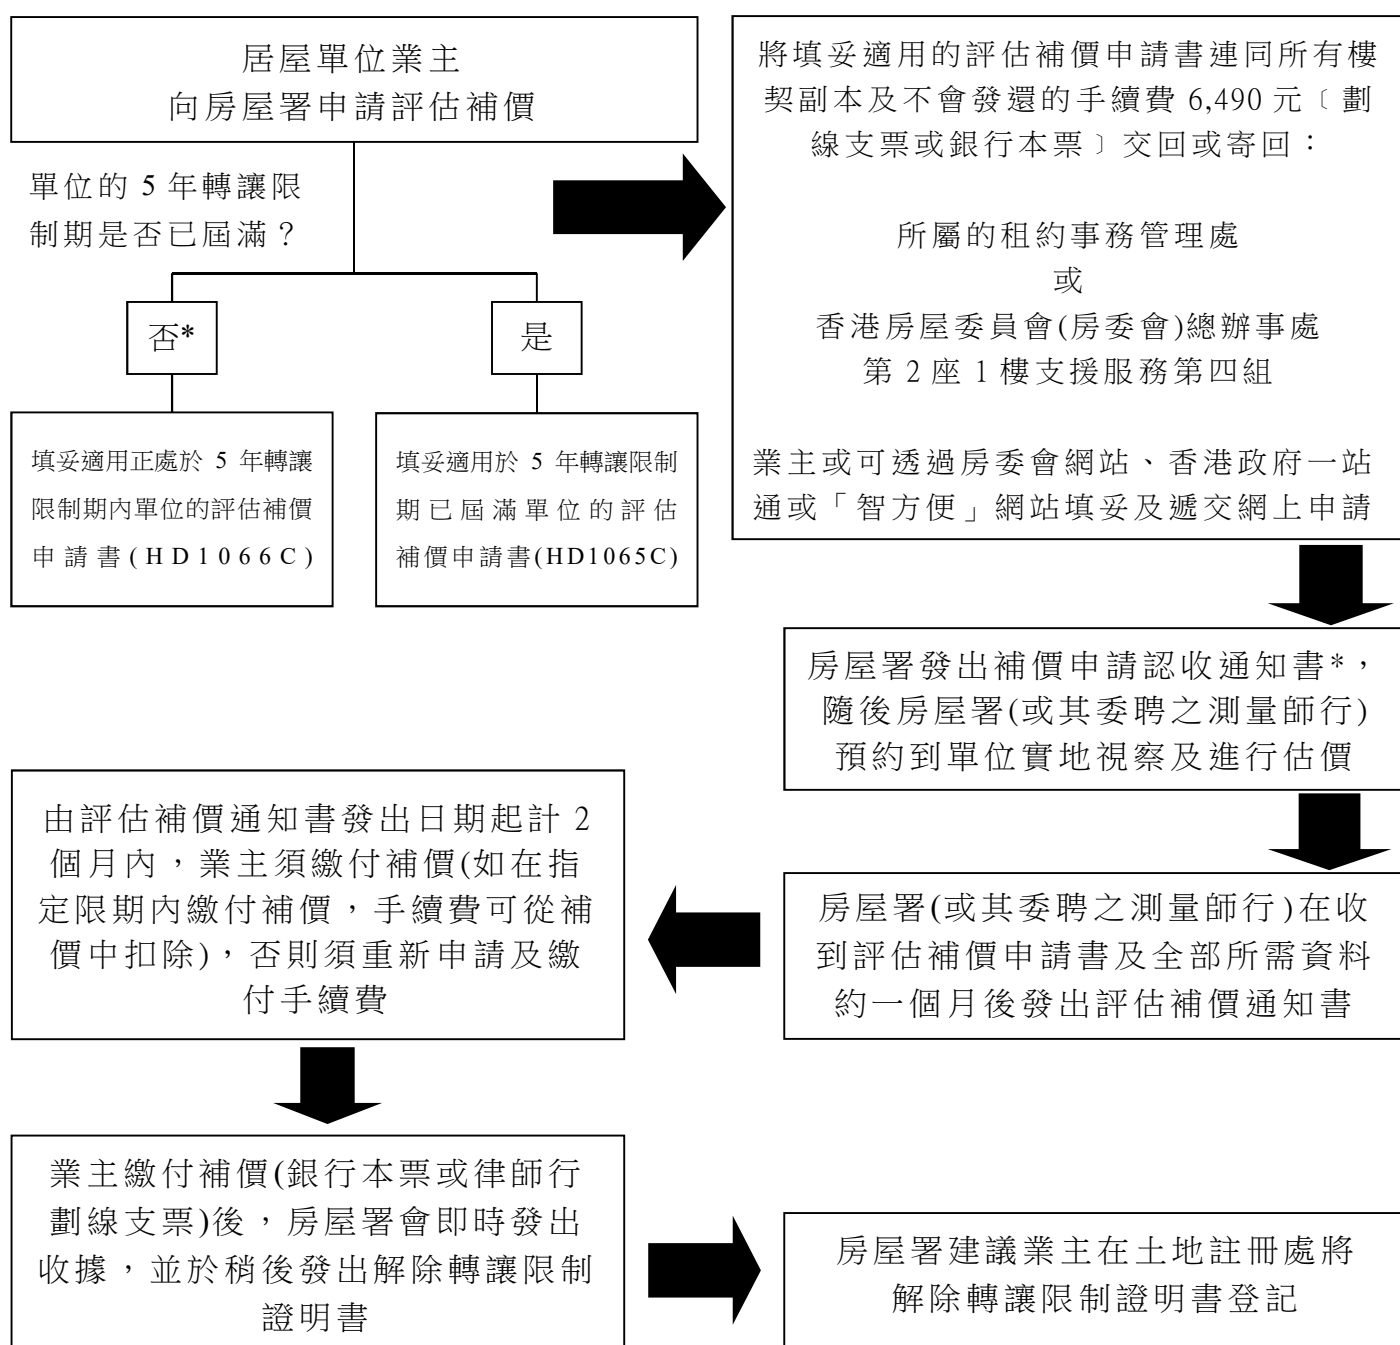 居屋單位業主
向房屋署申請評估補價
單位的 5 年轉讓限
制期是否已屆滿？
否*
是
填妥適用正處於 5 年轉讓
限制期內單位的評估補價
申請書(HD1066C)
填妥適用於 5 年轉讓限制
期已屆滿單位的評估
補價申請書(HD1065C)
將填妥適用的評估補價申請書連同所有樓
契副本及不會發還的手續費 6,490 元﹝劃
線支票或銀行本票﹞交回或寄回：
所屬的租約事務管理處
或
香港房屋委員會(房委會)總辦事處
第 2 座 1 樓支援服務第四組
業主或可透過房委會網站、香港政府一站
通或「智方便」網站填妥及遞交網上申請
房屋署發出補價申請認收通知書*，
隨後房屋署(或其委聘之測量師行)
預約到單位實地視察及進行估價
房屋署(或其委聘之測量師行)在收
到評估補價申請書及全部所需資料
約一個月後發出評估補價通知書
由評估補價通知書發出日期起計 2
個月內，業主須繳付補價(如在指
定限期內繳付補價，手續費可從補
價中扣除)，否則須重新申請及繳
付手續費
業主繳付補價(銀行本票或律師行
劃線支票)後，房屋署會即時發出
收據，並於稍後發出解除轉讓限制
證明書
房屋署建議業主在土地註冊處將
解除轉讓限制證明書登記